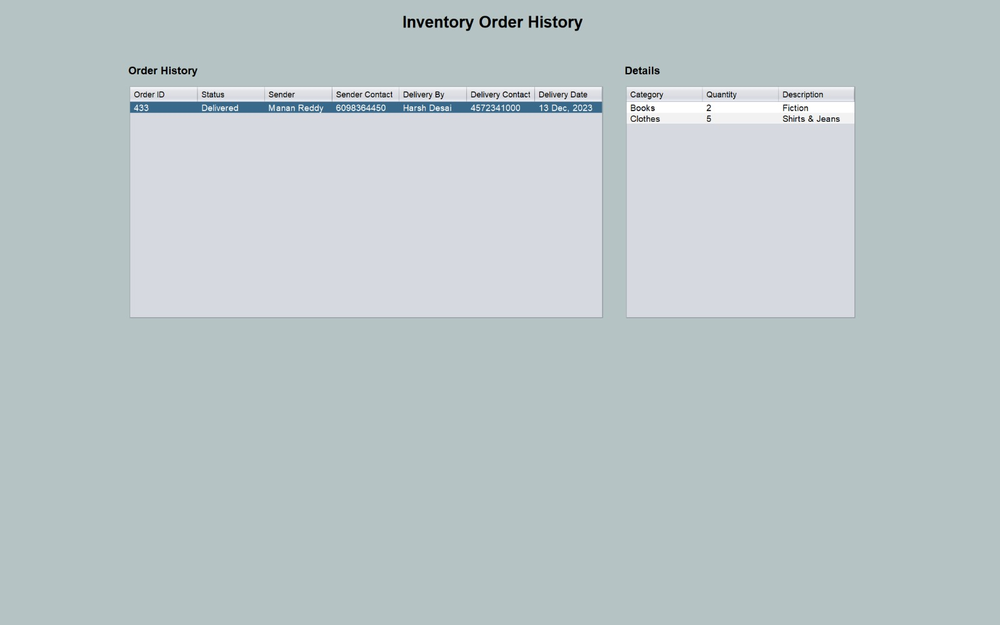 Inventory Order History
Order History
Order ID Status Sender Sender Contact Delivery By Delivery Contact Delivery Date
433 Delivered Manan Reddy 6098364450 Harsh Desai 4572341000 13 Dec, 2023
Details
Category Quantity Description
Books 2 Fiction
Clothes 5 Shirts & Jeans